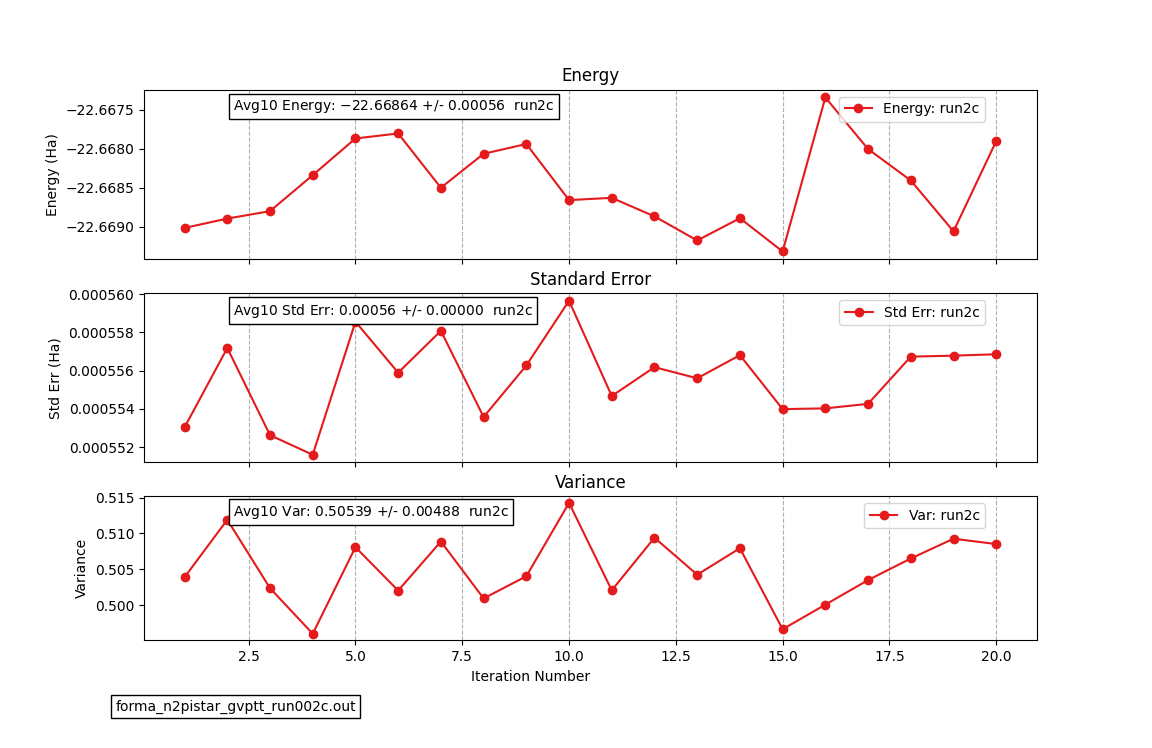 Energy
Avg10 Energy: −22.66864 +/- 0.00056 run2c
Energy: run2c
Energy (Ha)
−22.6675
−22.6680
−22.6685
−22.6690
Standard Error
Avg10 Std Err: 0.00056 +/- 0.00000 run2c
Std Err: run2c
Std Err (Ha)
0.000560
0.000558
0.000556
0.000554
0.000552
Variance
Avg10 Var: 0.50539 +/- 0.00488 run2c
Var: run2c
Variance
0.515
0.510
0.505
0.500
2.5 5.0 7.5 10.0 12.5 15.0 17.5 20.0
Iteration Number
forma_n2pistar_gvptt_run002c.out